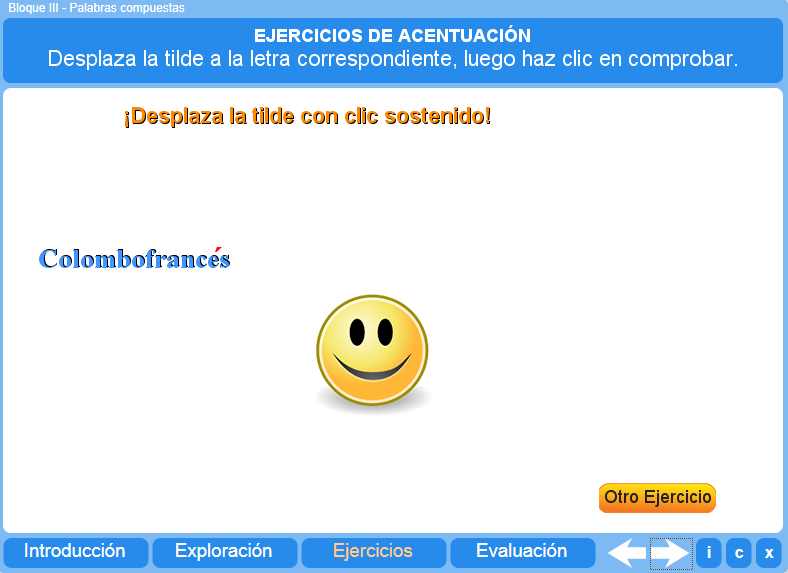 Bloque III - Palabras compuestas
EJERCICIOS DE ACENTUACIÓN
Desplaza la tilde a la letra correspondiente, luego haz clic en comprobar.
¡Desplaza la tilde con clic sostenido!
Colombofrancés
Otro Ejercicio
Introducción Exploración Ejercicios Evaluación i c x